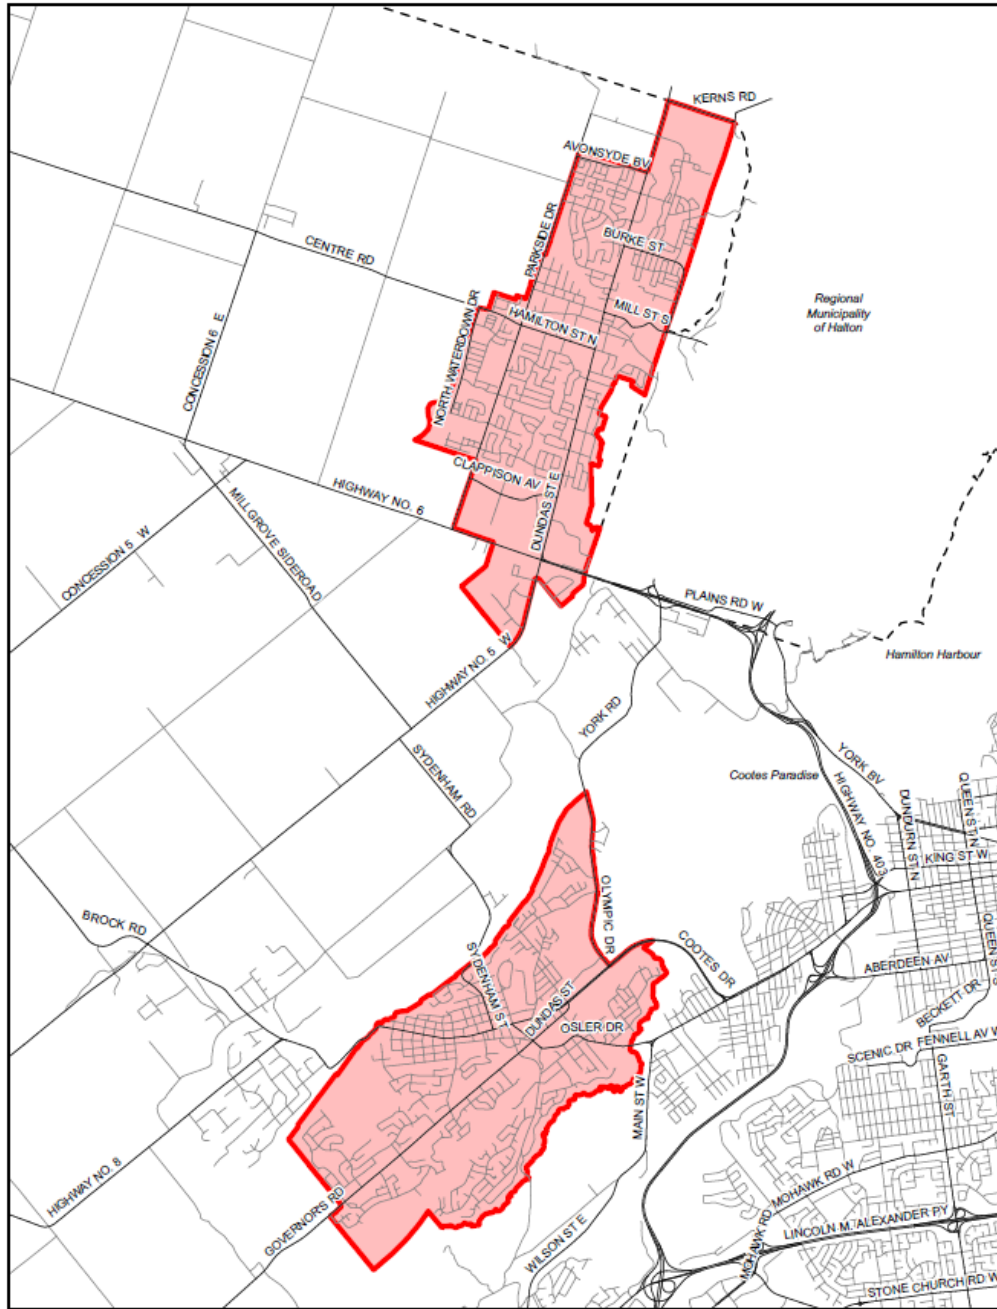 KERNS RD
AVONSYDE BV
PARKSIDE DR
BURKE ST
CENTRE RD
MILL ST S
HAMILTON ST N
NORTH WATERDOWN DR
Regional
Municipality
of Halton
CONCESSION 6 E
CLAPPISON AV
HIGHWAY NO. 6
DUNDAS ST E
MILLGROVE SIDEROAD
CONCESSION 5 W
PLAINS RD W
HIGHWAY NO. 5 W
Hamilton Harbour
YORK RD
SYDENHAM RD
Cootes Paradise
YORK BV
HIGHWAY NO. 403
DUNDURN ST N
QUEEN ST N
KING ST W
OLYMPIC DR
BROCK RD
SYDENHAM ST
COOTES DR
QUEEN ST S
ABERDEEN AV
DUNDAS ST
OSLER DR
BECKETT DR
SCENIC DR
FENNELL AV W
GARTH ST
MAIN ST W
HIGHWAY NO. 8
GOVERNOR'S RD
WILSON ST E
MOHAWK RD
MOHAWK RD W
LINCOLN M. ALEXANDER PY
STONE CHURCH RD W